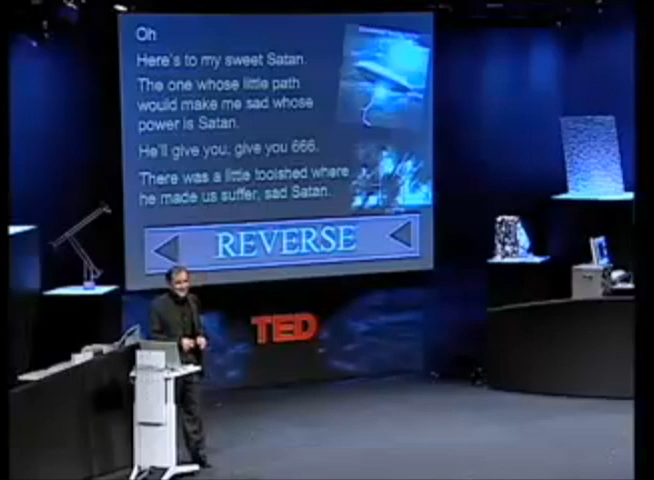 Oh
Here's to my sweet Satan.
The one whose little path
would make me sad whose
power is Satan.
He'll give you, give you 666.
There was a little toolshed where
he made us suffer, sad Satan.
REVERSE
TED